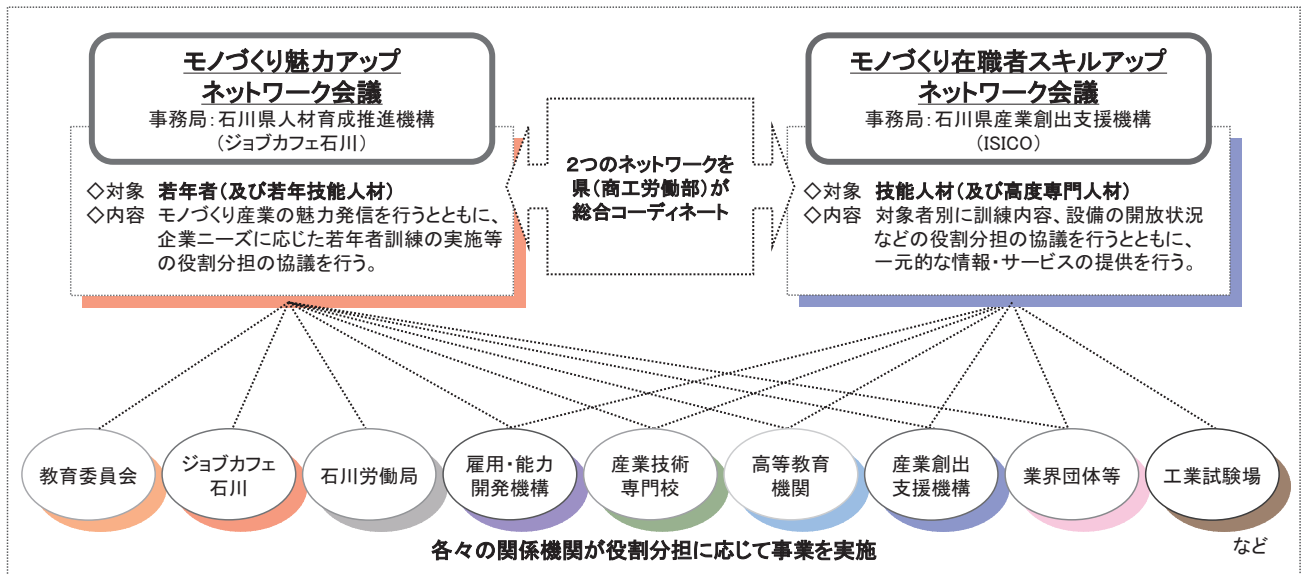 モノづくり魅力アップ
ネットワーク会議
事務局:石川県人材育成推進機構
(ジョブカフェ石川)
◇対象 若年者(及び若年技能人材)
◇内容 モノづくり産業の魅力発信を行うとともに、
企業ニーズに応じた若年者訓練の実施等
の役割分担の協議を行う。
2つのネットワークを
県(商工労働部)が
総合コーディネート
モノづくり在職者スキルアップ
ネットワーク会議
事務局:石川県産業創出支援機構
(ISICO)
◇対象 技能人材(及び高度専門人材)
◇内容 対象者別に訓練内容、設備の開放状況
などの役割分担の協議を行うとともに、
一元的な情報・サービスの提供を行う。
教育委員会
ジョブカフェ
石川
石川労働局
雇用・能力
開発機構
産業技術
専門校
高等教育
機関
産業創出
支援機構
業界団体等
工業試験場
など
各々の関係機関が役割分担に応じて事業を実施